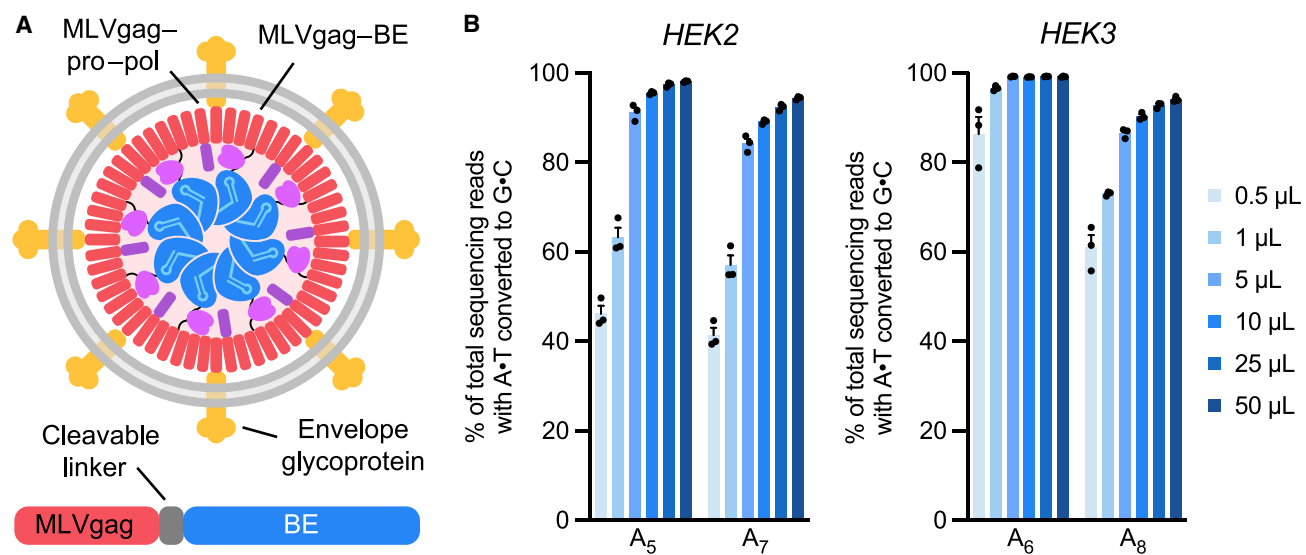 A
MLVgag–
pro–pol
MLVgag–BE
Cleavable
linker
Envelope
glycoprotein
MLVgag
BE
B
HEK2
% of total sequencing reads
with A•T converted to G•C
100
80
60
40
20
0
A₅
A₇
HEK3
% of total sequencing reads
with A•T converted to G•C
100
80
60
40
20
0
A₆
A₈
0.5 µL
1 µL
5 µL
10 µL
25 µL
50 µL